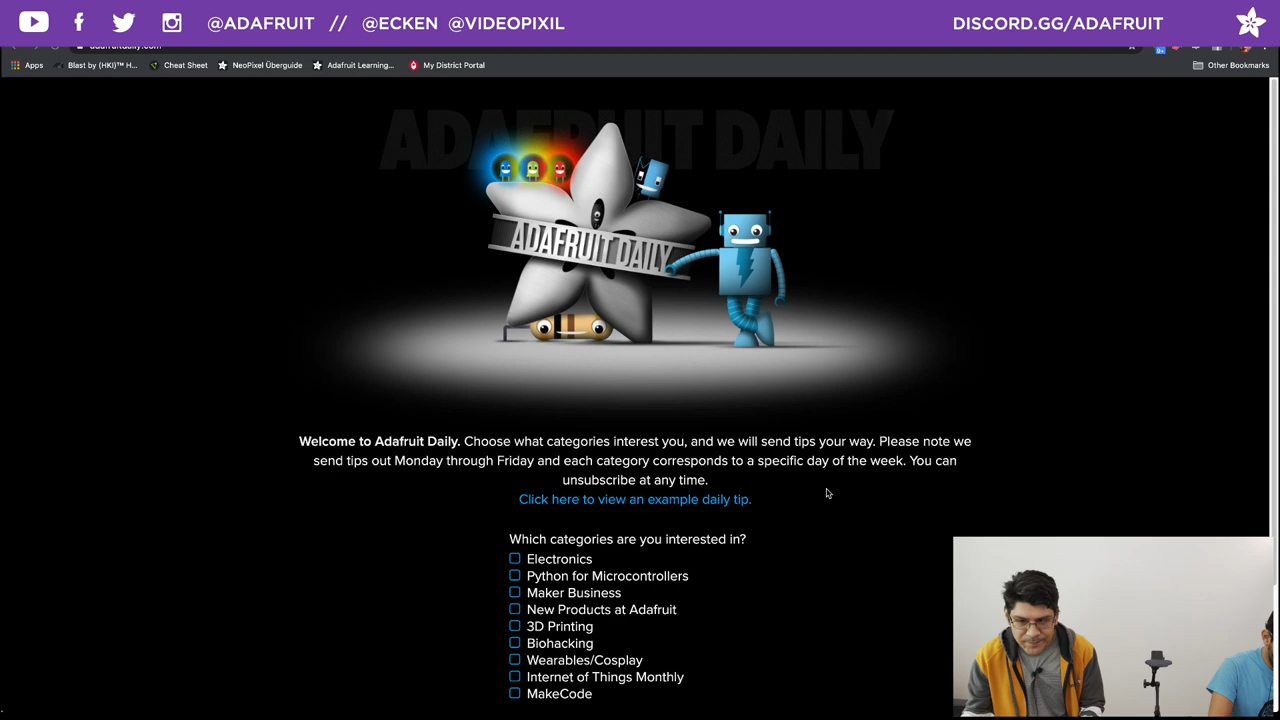 @ADAFRUIT // @ECKEN @VIDEOPIXIL
DISCORD.GG/ADAFRUIT
adafruitdaily.com
Apps
Blast by (HKI)™ H...
Cheat Sheet
NeoPixel Überguide
Adafruit Learning...
My District Portal
Other Bookmarks
ADAFRUIT DAILY
ADAFRUIT DAILY
Welcome to Adafruit Daily. Choose what categories interest you, and we will send tips your way. Please note we
send tips out Monday through Friday and each category corresponds to a specific day of the week. You can
unsubscribe at any time.
Click here to view an example daily tip.
Which categories are you interested in?
Electronics
Python for Microcontrollers
Maker Business
New Products at Adafruit
3D Printing
Biohacking
Wearables/Cosplay
Internet of Things Monthly
MakeCode